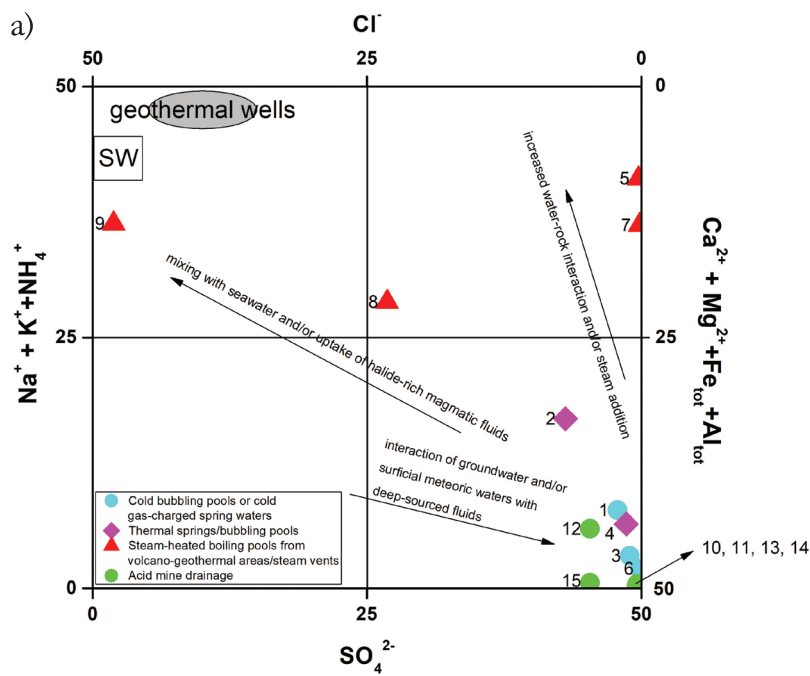 a)
Cl⁻
50 25 0
50 0
geothermal wells
SW
5
7
9
8
increased water-rock interaction and/or steam addition
mixing with seawater and/or uptake of halide-rich magmatic fluids
Na⁺ + K⁺+NH₄⁺
Ca²⁺ + Mg²⁺+Fe_tot+Al_tot
25 25
2
interaction of groundwater and/or
surficial meteoric waters with
deep-sourced fluids
Cold bubbling pools or cold
gas-charged spring waters
Thermal springs/bubbling pools
Steam-heated boiling pools from
volcano-geothermal areas/steam vents
Acid mine drainage
1
4
12
3
6
15
10, 11, 13, 14
0 50
0 25 50
SO₄²⁻